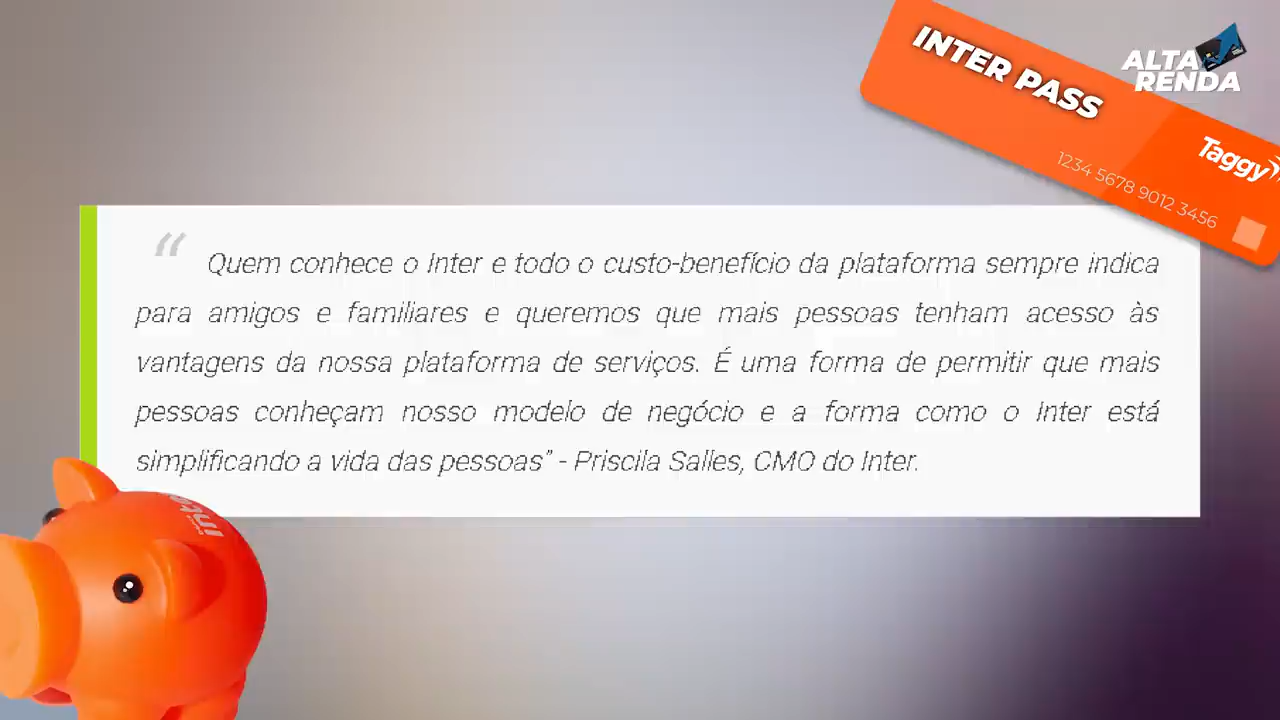 INTER PASS
ALTA
RENDA
Taggy
1234 5678 9012 3456
“ Quem conhece o Inter e todo o custo-benefício da plataforma sempre indica
para amigos e familiares e queremos que mais pessoas tenham acesso às
vantagens da nossa plataforma de serviços. É uma forma de permitir que mais
pessoas conheçam nosso modelo de negócio e a forma como o Inter está
simplificando a vida das pessoas” - Priscila Salles, CMO do Inter.
inter